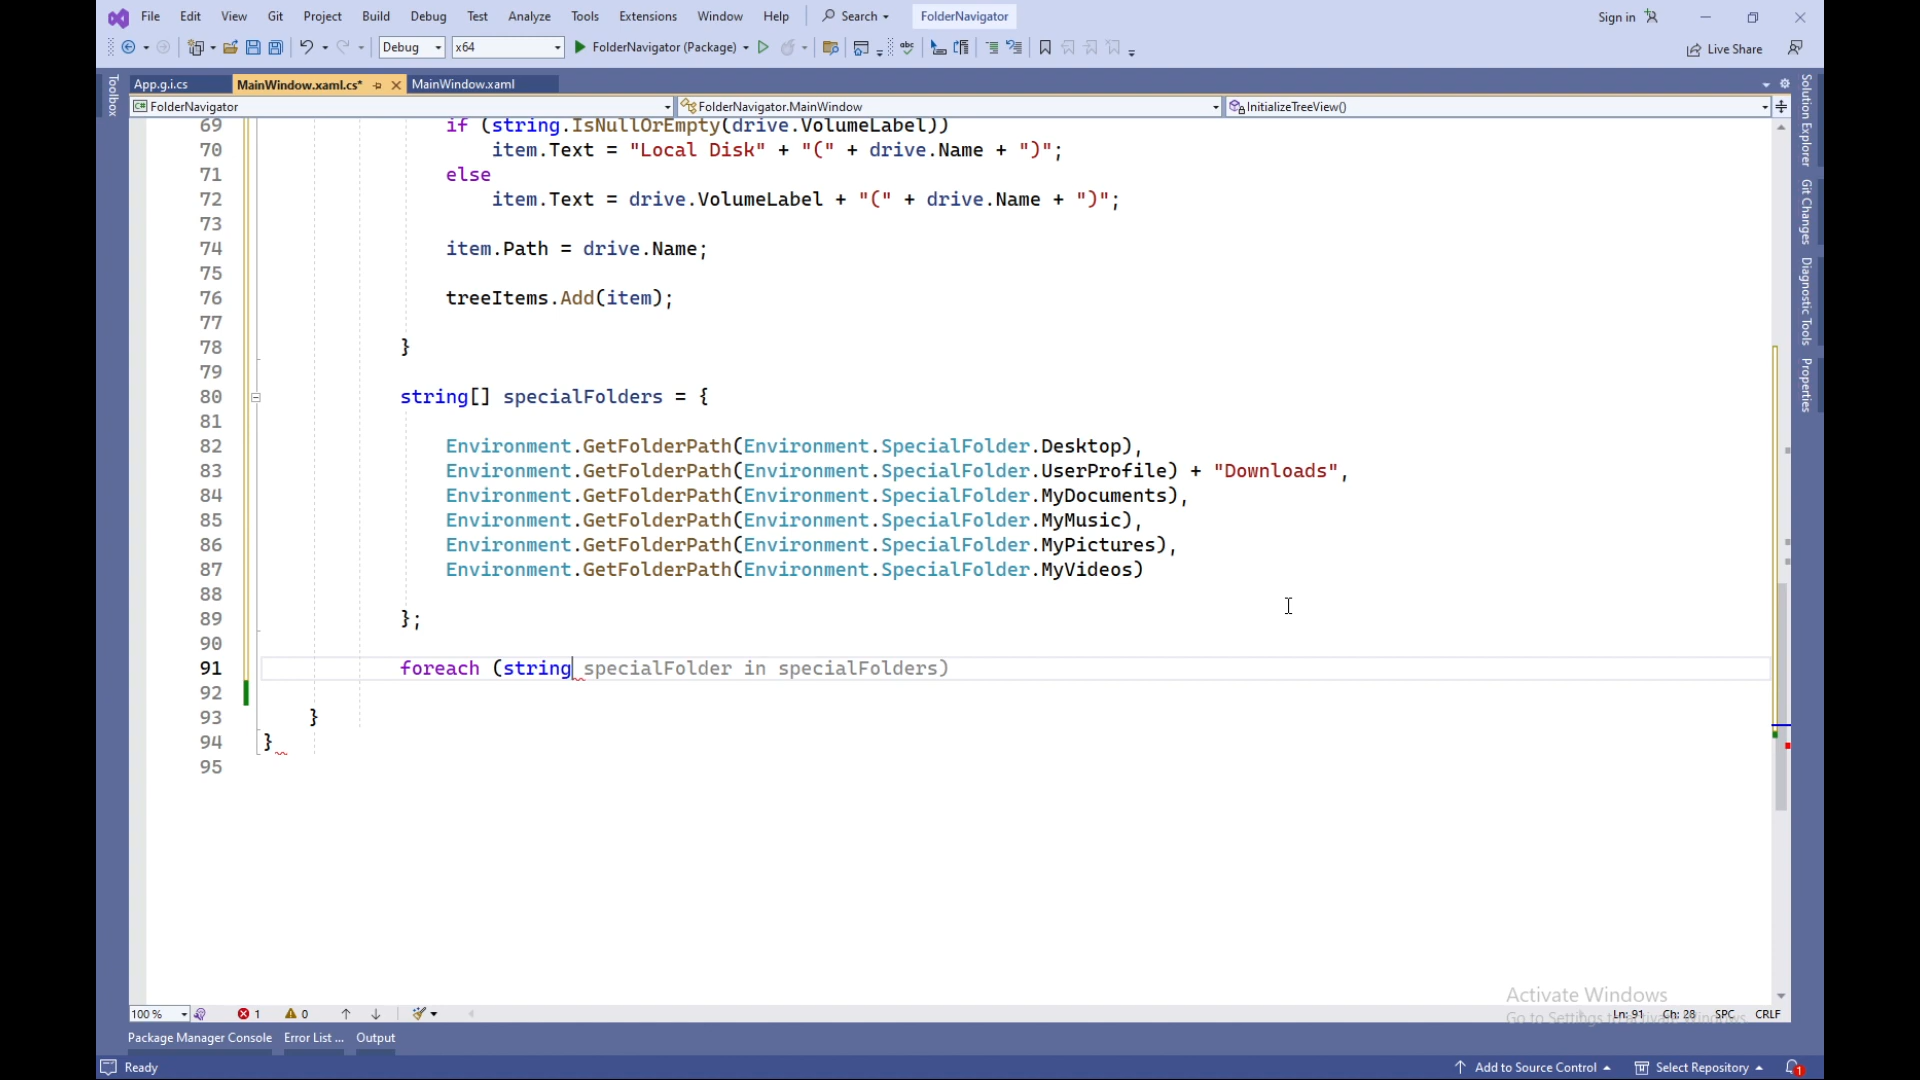 File Edit View Git Project Build Debug Test Analyze Tools Extensions Window Help Search FolderNavigator Sign in
Debug x64 FolderNavigator (Package) Live Share
Toolbox
App.g.i.cs MainWindow.xaml.cs* MainWindow.xaml
FolderNavigator FolderNavigator.MainWindow InitializeTreeView()
69 if (string.IsNullOrEmpty(drive.VolumeLabel))
70 item.Text = "Local Disk" + "(" + drive.Name + ")";
71 else
72 item.Text = drive.VolumeLabel + "(" + drive.Name + ")";
73
74 item.Path = drive.Name;
75
76 treeItems.Add(item);
77
78 }
79
80 string[] specialFolders = {
81
82 Environment.GetFolderPath(Environment.SpecialFolder.Desktop),
83 Environment.GetFolderPath(Environment.SpecialFolder.UserProfile) + "Downloads",
84 Environment.GetFolderPath(Environment.SpecialFolder.MyDocuments),
85 Environment.GetFolderPath(Environment.SpecialFolder.MyMusic),
86 Environment.GetFolderPath(Environment.SpecialFolder.MyPictures),
87 Environment.GetFolderPath(Environment.SpecialFolder.MyVideos)
88
89 };
90
91 foreach (string specialFolder in specialFolders)
92
93 }
94 }
95
Solution Explorer
Git Changes
Diagnostic Tools
Properties
Activate Windows
Go to Settings to activate Windows.
100 % 1 0 Ln: 91 Ch: 28 SPC CRLF
Package Manager Console Error List ... Output
Ready Add to Source Control Select Repository 1